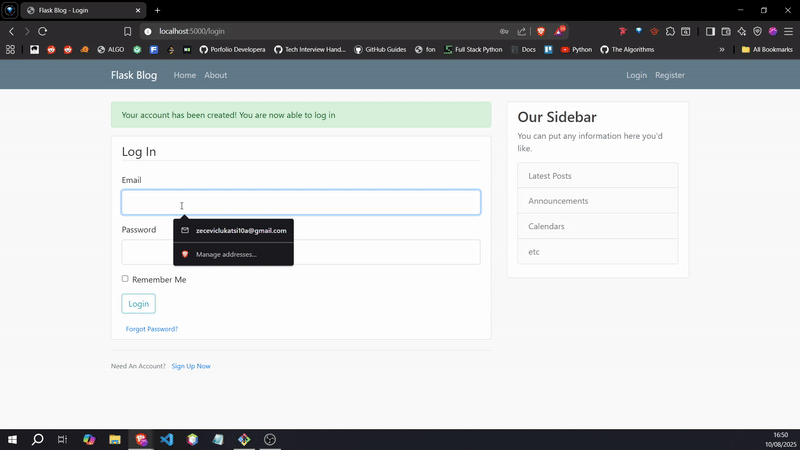 Flask Blog - Login
localhost:5000/login
ALGO
Porfolio Developera
Tech Interview Hand...
GitHub Guides
fon
Full Stack Python
Docs
Python
The Algorithms
All Bookmarks
Flask Blog
Home
About
Login
Register
Your account has been created! You are now able to log in
Log In
Email
zeceviclukatsi10a@gmail.com
Manage addresses...
Password
Remember Me
Login
Forgot Password?
Need An Account? Sign Up Now
Our Sidebar
You can put any information here you'd
like.
Latest Posts
Announcements
Calendars
etc
16:50
10/08/2025